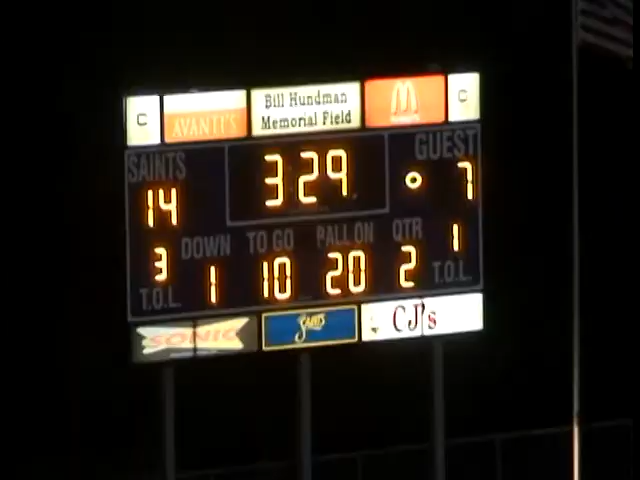 C AVANTI'S Bill Hundman Memorial Field McDonald's C
SAINTS 3:29 GUEST
14 7
DOWN TO GO BALL ON QTR
3 1 10 20 2 1
T.O.L. T.O.L.
SONIC SAINTS CJ's